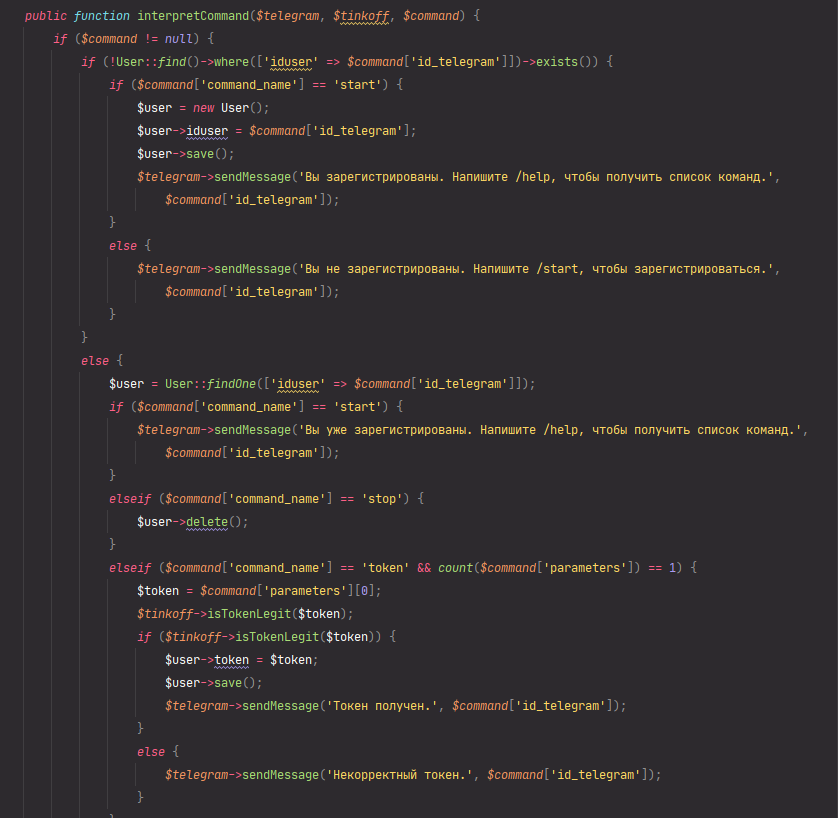 public function interpretCommand($telegram, $tinkoff, $command) {
if ($command != null) {
if (!User::find()->where(['iduser' => $command['id_telegram']])->exists()) {
if ($command['command_name'] == 'start') {
$user = new User();
$user->iduser = $command['id_telegram'];
$user->save();
$telegram->sendMessage('Вы зарегистрированы. Напишите /help, чтобы получить список команд.',
$command['id_telegram']);
}
else {
$telegram->sendMessage('Вы не зарегистрированы. Напишите /start, чтобы зарегистрироваться.',
$command['id_telegram']);
}
}
else {
$user = User::findOne(['iduser' => $command['id_telegram']]);
if ($command['command_name'] == 'start') {
$telegram->sendMessage('Вы уже зарегистрированы. Напишите /help, чтобы получить список команд.',
$command['id_telegram']);
}
elseif ($command['command_name'] == 'stop') {
$user->delete();
}
elseif ($command['command_name'] == 'token' && count($command['parameters']) == 1) {
$token = $command['parameters'][0];
$tinkoff->isTokenLegit($token);
if ($tinkoff->isTokenLegit($token)) {
$user->token = $token;
$user->save();
$telegram->sendMessage('Токен получен.', $command['id_telegram']);
}
else {
$telegram->sendMessage('Некорректный токен.', $command['id_telegram']);
}
}